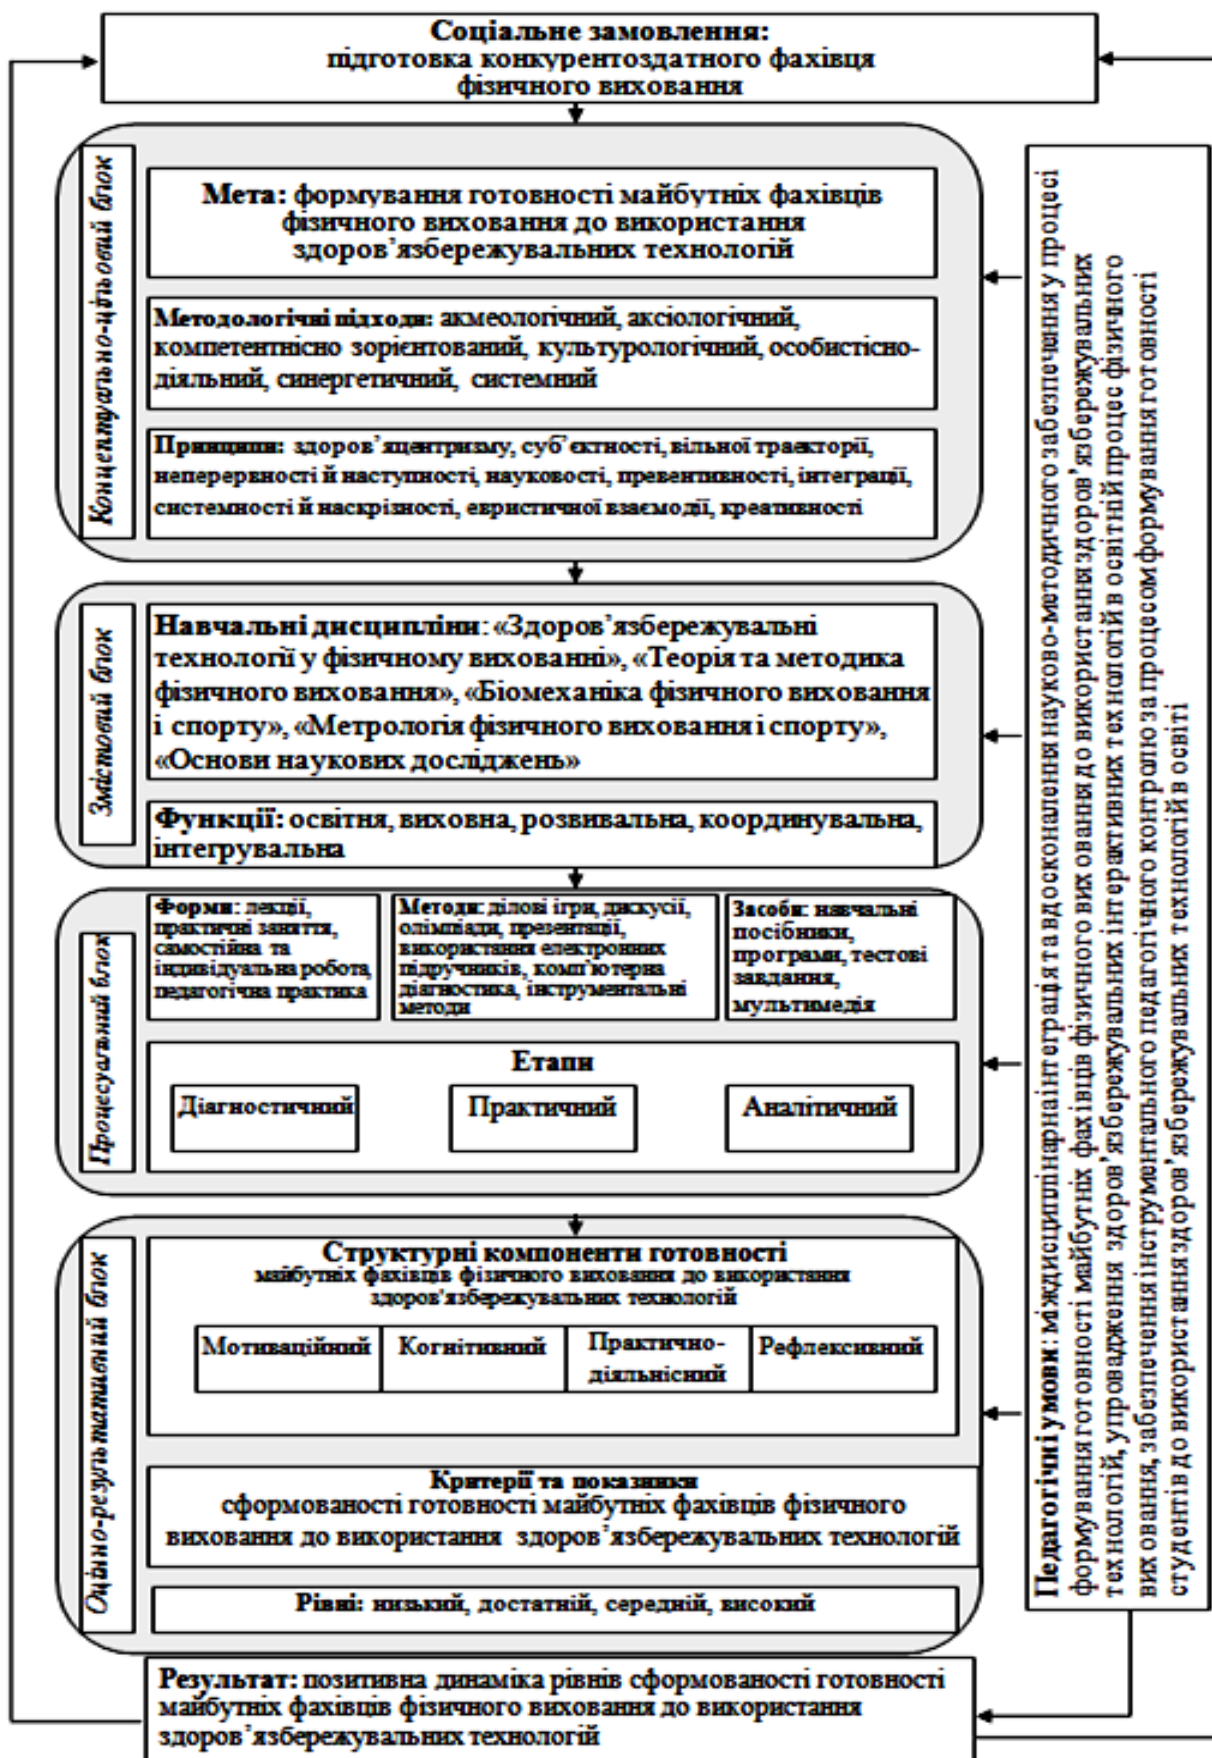 Соціальне замовлення:
підготовка конкурентоздатного фахівця
фізичного виховання
Концептуально-цільовий блок
Мета: формування готовності майбутніх фахівців
фізичного виховання до використання
здоров’язбережувальних технологій
Методологічні підходи: акмеологічний, аксіологічний,
компетентнісно зорієнтований, культурологічний, особистісно-
діяльний, синергетичний, системний
Принципи: здоров’яцентризму, суб’єктності, вільної траекторії,
неперервності й наступності, науковості, превентивності, інтеграції,
системності й наскрізності, евристичної взаємодії, креативності
Змістовий блок
Навчальні дисципліни: «Здоров’язбережувальні
технології у фізичному вихованні», «Теорія та методика
фізичного виховання», «Біомеханіка фізичного виховання
і спорту», «Метрологія фізичного виховання і спорту»,
«Основи наукових досліджень»
Функції: освітня, виховна, розвивальна, координувальна,
інтегрувальна
Процесуальний блок
Форми: лекції,
практичні заняття,
самостійна та
індивідуальна робота,
педагогічна практика
Методи: ділові ігри, дискусії,
олімпіади, презентації,
використання електронних
підручників, комп’ютерна
діагностика, інструментальні
методи
Засоби: навчальні
посібники,
програми, тестові
завдання,
мультимедія
Етапи
Діагностичний
Практичний
Аналітичний
Оцінно-результативний блок
Структурні компоненти готовності
майбутніх фахівців фізичного виховання до використання
здоров'язбережувальних технологій
Мотиваційний
Когнітивний
Практично-
діяльнісний
Рефлексивний
Критерії та показники
сформованості готовності майбутніх фахівців фізичного
виховання до використання здоров’язбережувальних технологій
Рівні: низький, достатній, середній, високий
Результат: позитивна динаміка рівнів сформованості готовності
майбутніх фахівців фізичного виховання до використання
здоров’язбережувальних технологій
Педагогічні умови: міждисциплінарна інтеграція та вдосконалення науково-методичного забезпечення у процесі
формування готовності майбутніх фахівців фізичного виховання до використання здоров’язбережувальних
технологій, упровадження здоров’язбережувальних інтерактивних технологій в освітній процес фізичного
виховання, забезпечення інструментального педагогічного контролю за процесом формування готовності
студентів до використання здоров’язбережувальних технологій в освіті